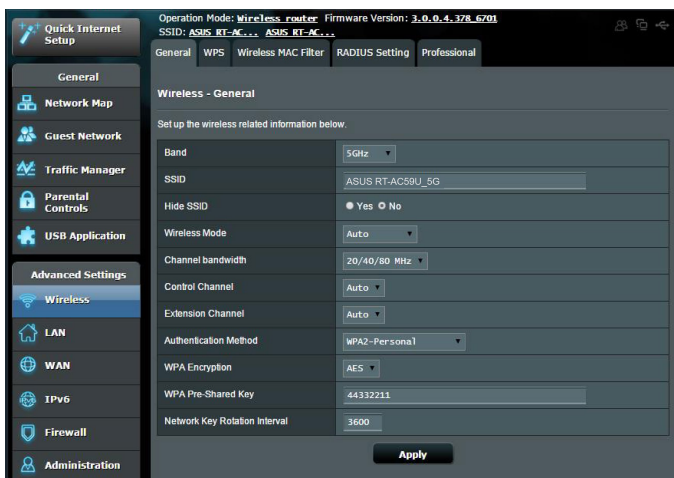 Quick Internet Setup
Operation Mode: Wireless router Firmware Version: 3.0.0.4.378_6701
SSID: ASUS RT-AC... ASUS RT-AC...
General WPS Wireless MAC Filter RADIUS Setting Professional
General
Network Map
Guest Network
Traffic Manager
Parental Controls
USB Application
Advanced Settings
Wireless
LAN
WAN
IPv6
Firewall
Administration
Wireless - General
Set up the wireless related information below.
Band 5GHz
SSID ASUS RT-AC59U_5G
Hide SSID Yes No
Wireless Mode Auto
Channel bandwidth 20/40/80 MHz
Control Channel Auto
Extension Channel Auto
Authentication Method WPA2-Personal
WPA Encryption AES
WPA Pre-Shared Key 44332211
Network Key Rotation Interval 3600
Apply